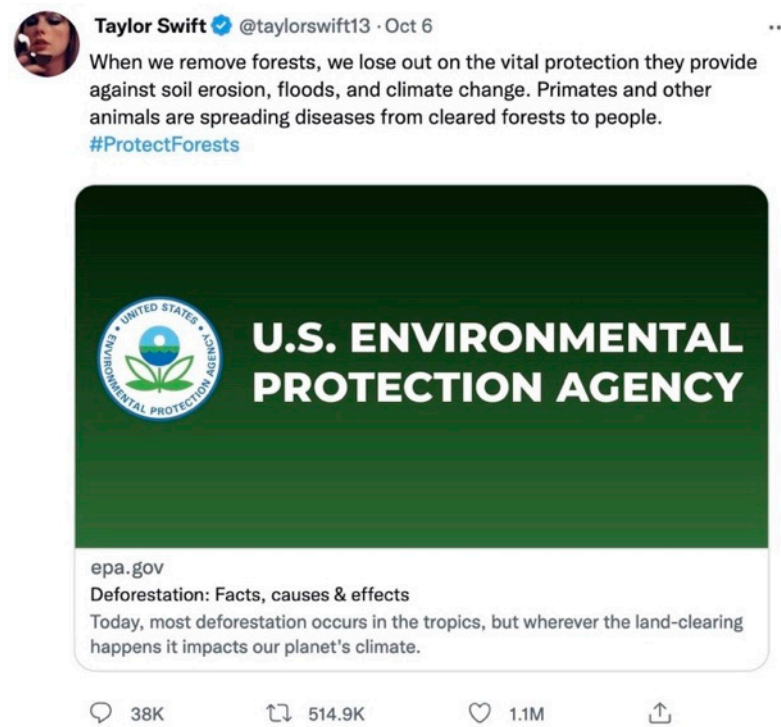 Taylor Swift @taylorswift13 · Oct 6
When we remove forests, we lose out on the vital protection they provide
against soil erosion, floods, and climate change. Primates and other
animals are spreading diseases from cleared forests to people.
#ProtectForests
UNITED STATES
ENVIRONMENTAL PROTECTION AGENCY
U.S. ENVIRONMENTAL
PROTECTION AGENCY
epa.gov
Deforestation: Facts, causes & effects
Today, most deforestation occurs in the tropics, but wherever the land-clearing
happens it impacts our planet's climate.
38K 514.9K 1.1M